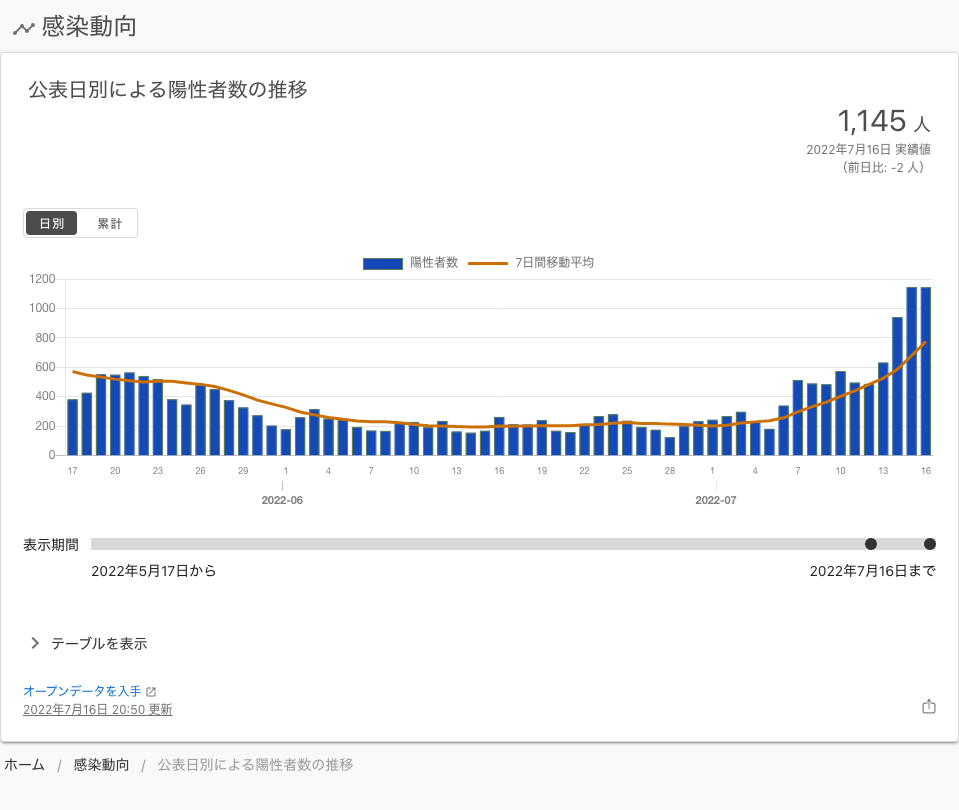 感染動向
公表日別による陽性者数の推移
1,145 人
2022年7月16日 実績値
（前日比: -2 人）
日別 累計
陽性者数 7日間移動平均
1200
1000
800
600
400
200
0
17 20 23 26 29 1 4 7 10 13 16 19 22 25 28 1 4 7 10 13 16
2022-06 2022-07
表示期間
2022年5月17日から 2022年7月16日まで
テーブルを表示
オープンデータを入手
2022年7月16日 20:50 更新
ホーム / 感染動向 / 公表日別による陽性者数の推移